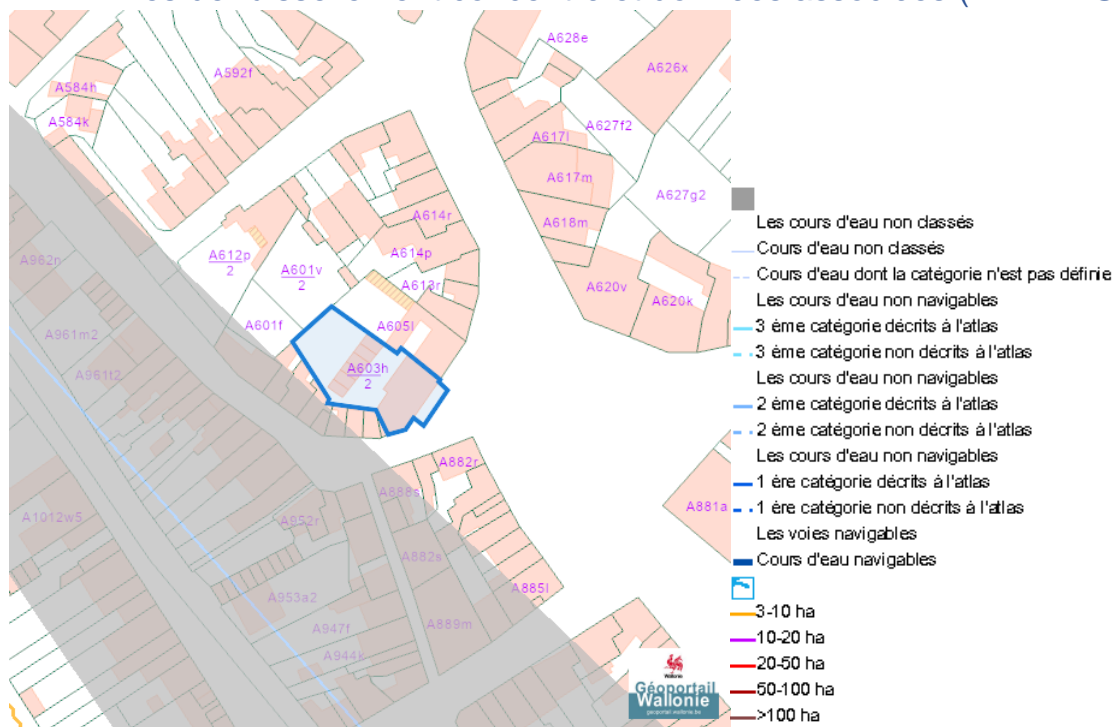 A628e
A592f
A626x
A584h
A584k
A627f2
A617l
A617m
A627g2
A614r
A618m
A612p
2
A601v
2
A614p
A962n
A613r
A620v
A620k
A601f
A605l
A961m2
A603h
2
A961t2
A882r
A888s
A881a
A1012w5
A952r
A882s
A885l
A953a2
A947f
A889m
A944k
Les cours d'eau non classés
Cours d'eau non classés
Cours d'eau dont la catégorie n'est pas définie
Les cours d'eau non navigables
3 ème catégorie décrits à l'atlas
3 ème catégorie non décrits à l'atlas
Les cours d'eau non navigables
2 ème catégorie décrits à l'atlas
2 ème catégorie non décrits à l'atlas
Les cours d'eau non navigables
1 ère catégorie décrits à l'atlas
1 ère catégorie non décrits à l'atlas
Les voies navigables
Cours d'eau navigables
3-10 ha
10-20 ha
20-50 ha
50-100 ha
>100 ha
Wallonie
Géoportail
Wallonie
geoportail.wallonie.be